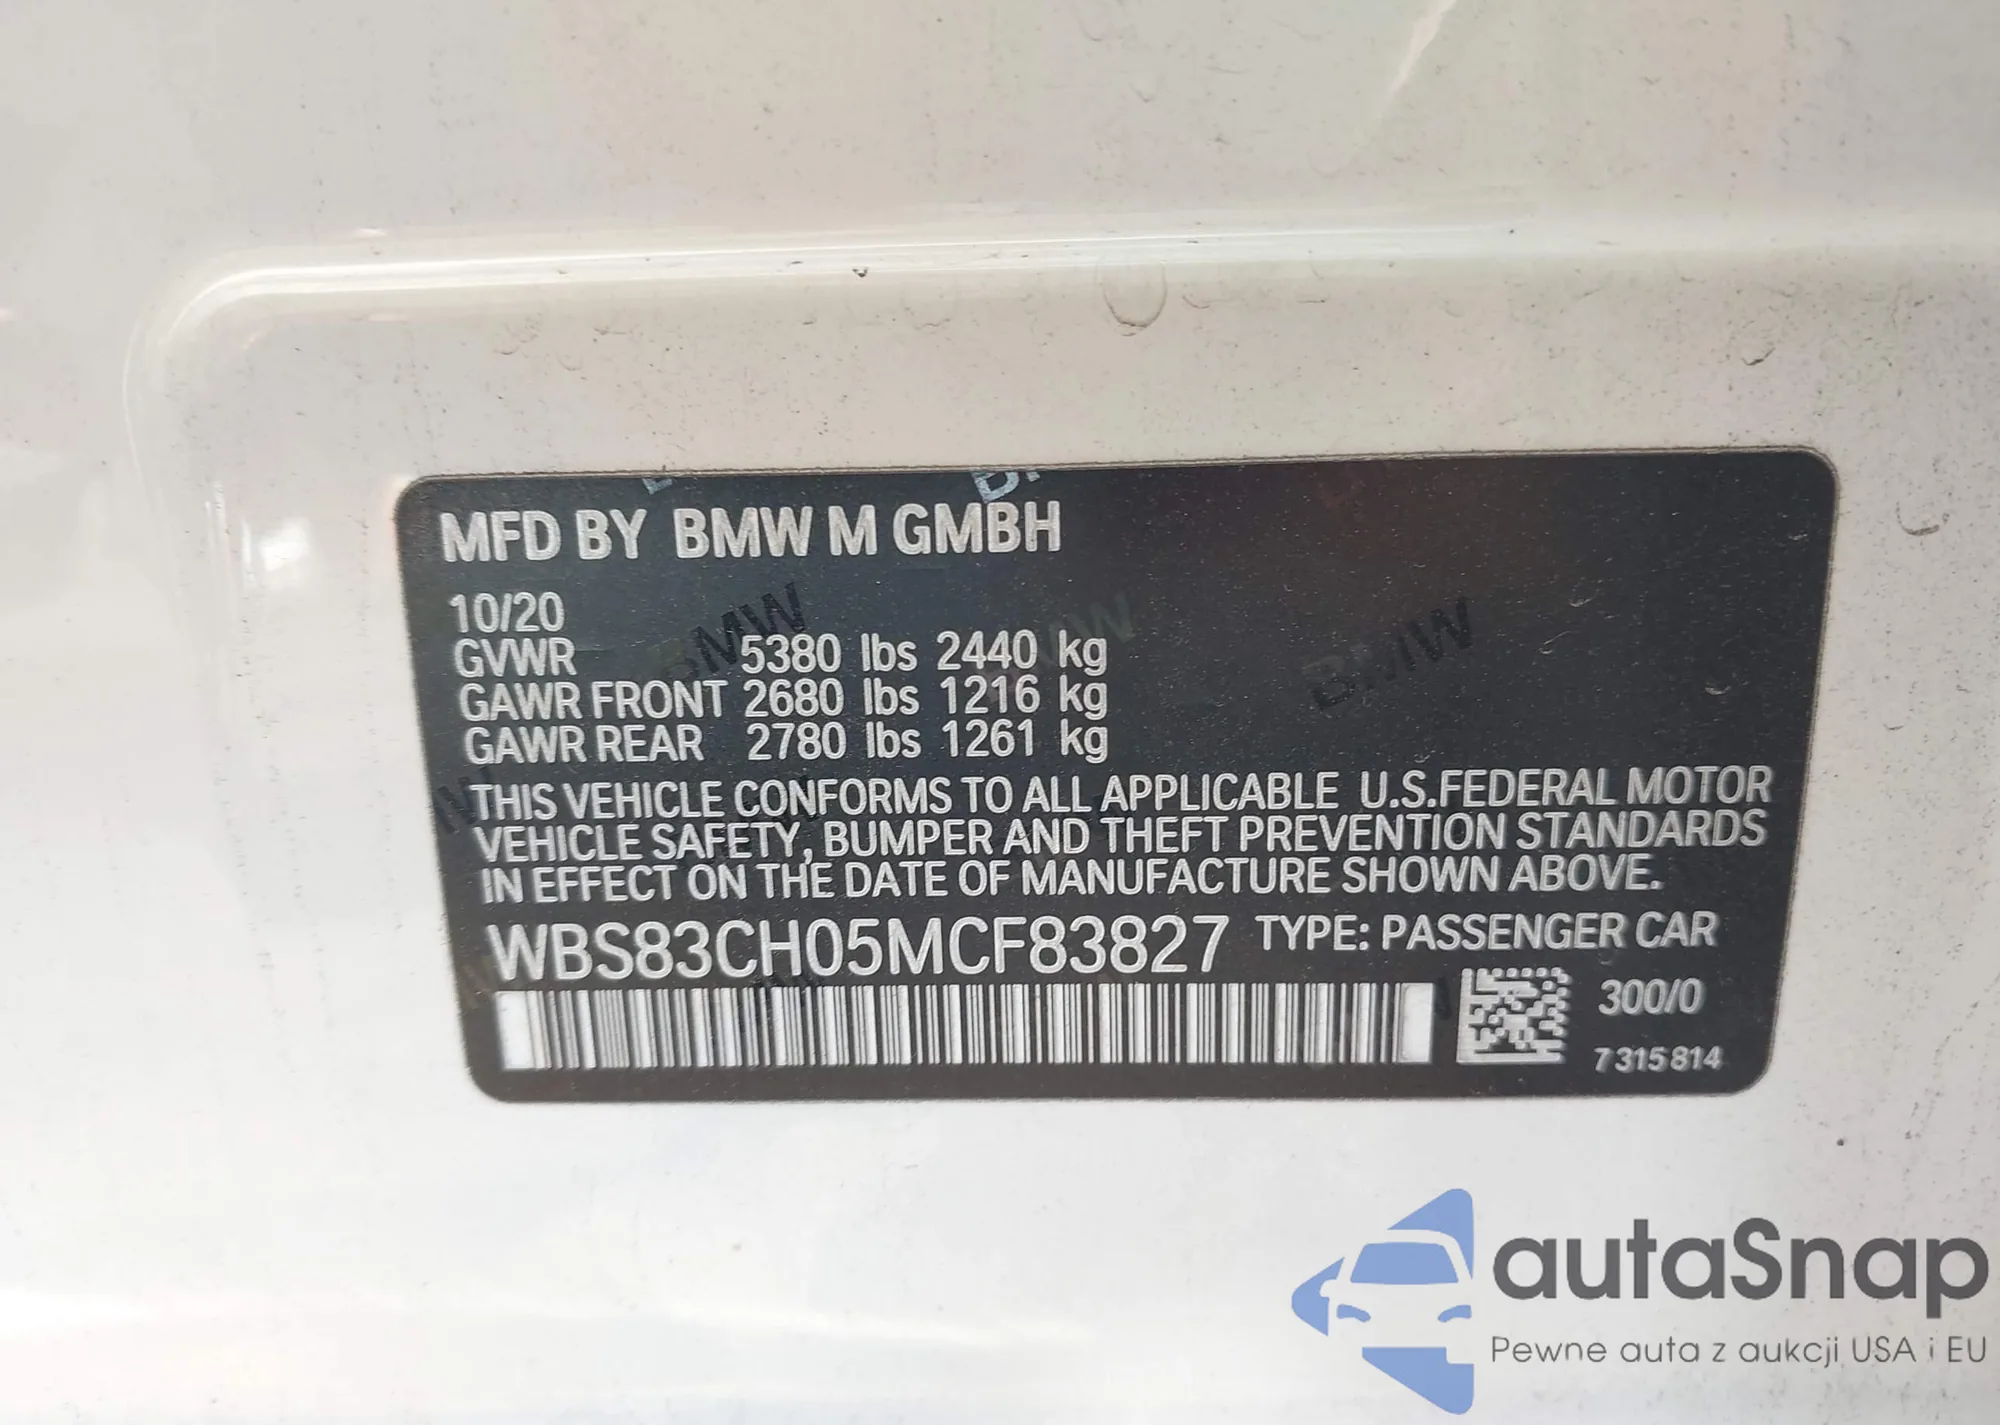 MFD BY BMW M GMBH
10/20
GVWR 5380 lbs 2440 kg
GAWR FRONT 2680 lbs 1216 kg
GAWR REAR 2780 lbs 1261 kg
THIS VEHICLE CONFORMS TO ALL APPLICABLE U.S.FEDERAL MOTOR
VEHICLE SAFETY, BUMPER AND THEFT PREVENTION STANDARDS
IN EFFECT ON THE DATE OF MANUFACTURE SHOWN ABOVE.
WBS83CH05MCF83827 TYPE: PASSENGER CAR
300/0
7315814
autaSnap
Pewne auta z aukcji USA i EU